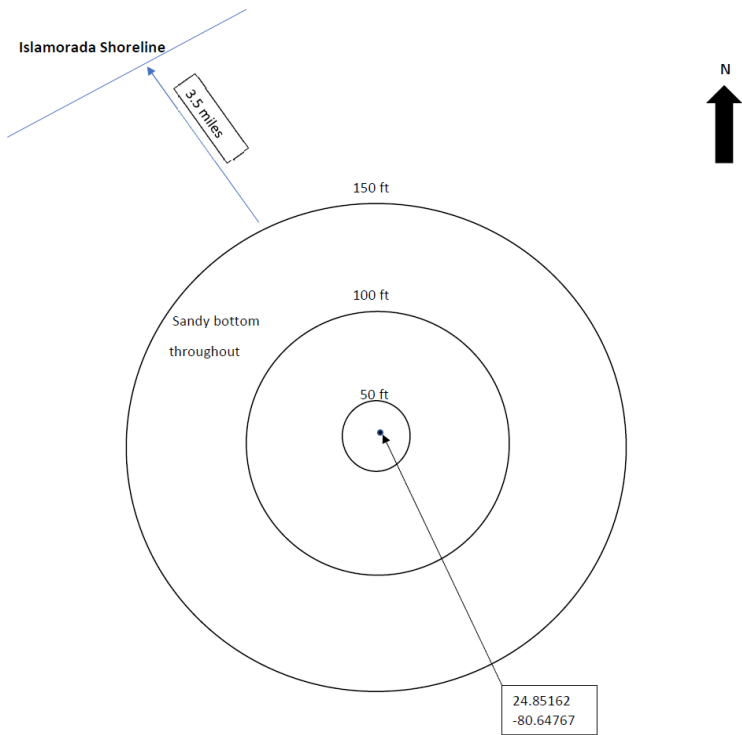 Islamorada Shoreline
N
3.5 miles
150 ft
100 ft
Sandy bottom
throughout
50 ft
24.85162
-80.64767